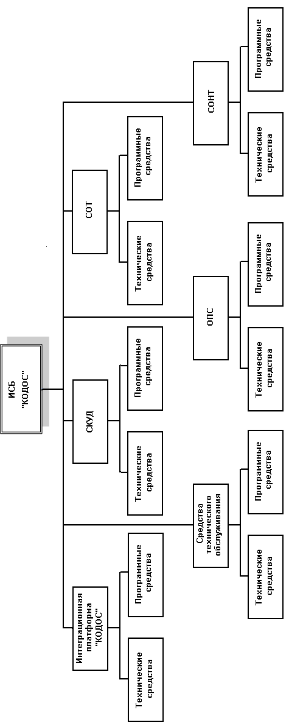 ИСБ
"КОДОС"
Интеграционная
платформа
"КОДОС"
Технические
средства
Программные
средства
СКУД
Технические
средства
Программные
средства
СОТ
Технические
средства
Программные
средства
Средства
технического
обслуживания
Технические
средства
Программные
средства
ОПС
Технические
средства
Программные
средства
СОНТ
Технические
средства
Программные
средства